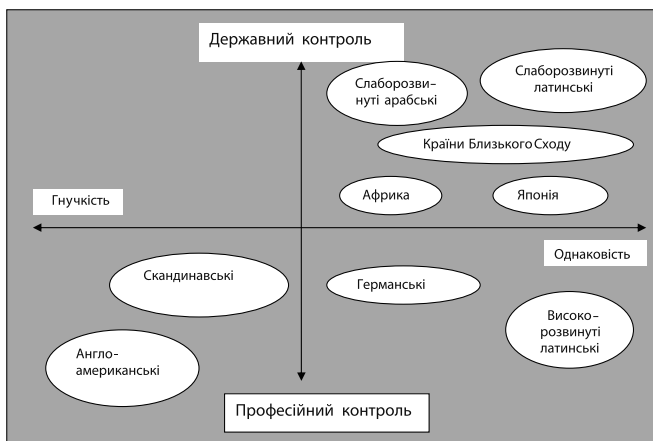 Державний контроль
Слаборозви–
нуті арабські
Слаборозвинуті
латинські
Країни Близького Сходу
Африка
Японія
Гнучкість
Однаковість
Скандинавські
Германські
Високо–
розвинуті
латинські
Англо-
американські
Професійний контроль